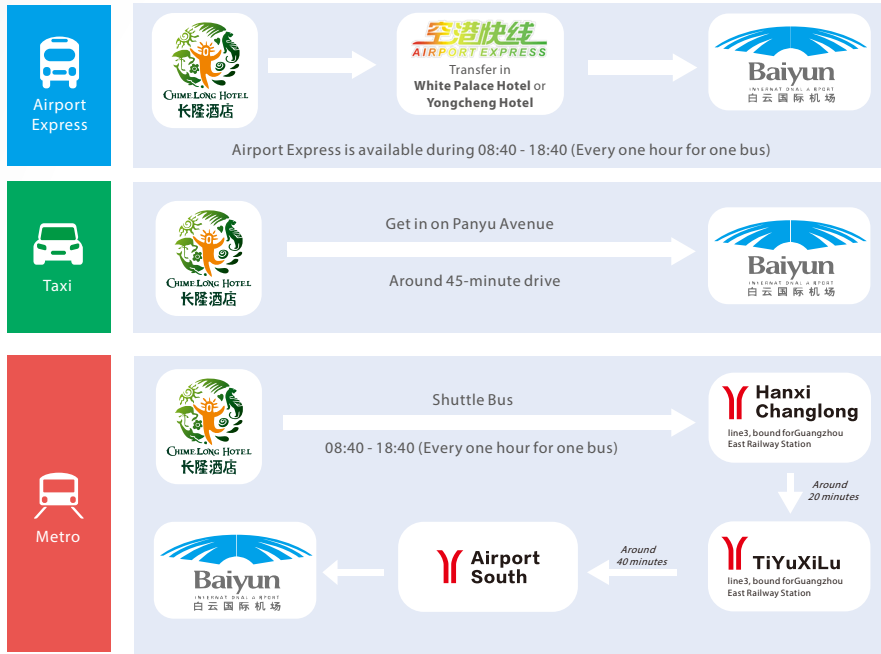 Airport
Express
CHIMELONG HOTEL
长隆酒店
空港快线
AIRPORT EXPRESS
Transfer in
White Palace Hotel or
Yongcheng Hotel
Baiyun
INTERNATIONAL AIRPORT
白云国际机场
Airport Express is available during 08:40 - 18:40 (Every one hour for one bus)
Taxi
CHIMELONG HOTEL
长隆酒店
Get in on Panyu Avenue
Around 45-minute drive
Baiyun
INTERNATIONAL AIRPORT
白云国际机场
Metro
CHIMELONG HOTEL
长隆酒店
Shuttle Bus
08:40 - 18:40 (Every one hour for one bus)
Hanxi
Changlong
line3, bound forGuangzhou
East Railway Station
Around
20 minutes
TiYuXiLu
line3, bound forGuangzhou
East Railway Station
Around
40 minutes
Airport
South
Baiyun
INTERNATIONAL AIRPORT
白云国际机场